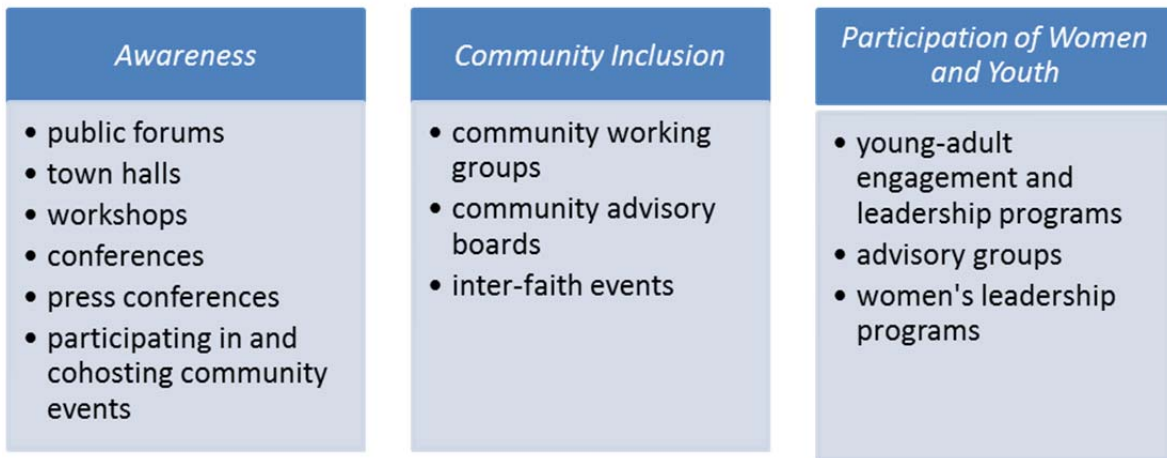 Awareness
• public forums
• town halls
• workshops
• conferences
• press conferences
• participating in and
cohosting community
events
Community Inclusion
• community working
groups
• community advisory
boards
• inter-faith events
Participation of Women
and Youth
• young-adult
engagement and
leadership programs
• advisory groups
• women's leadership
programs